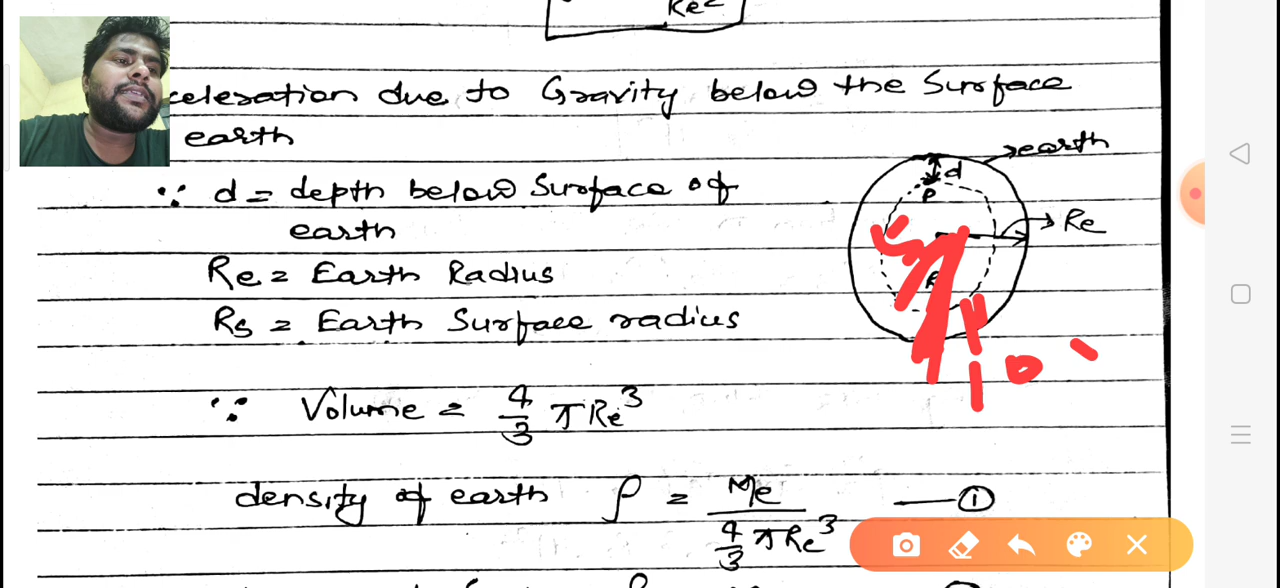 Re²
celeration due to Gravity below the Surface
earth
∵ d = depth below Surface of
earth
Re = Earth Radius
Rs = Earth Surface radius
∵ Volume = 4/3 π Re³
density of earth ρ = Me / 4/3 π Re³ —— ①
→earth
d
P
→ Re